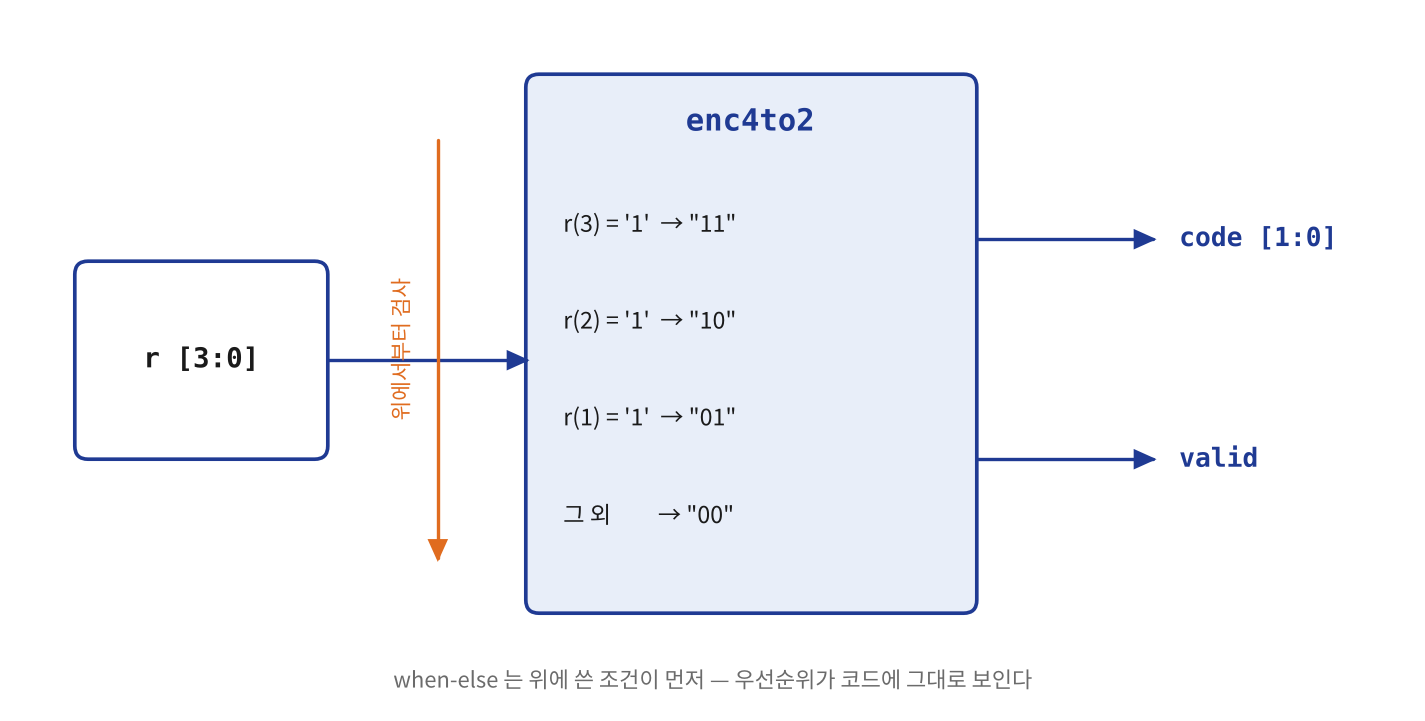 enc4to2
r(3) = '1' → "11"
r(2) = '1' → "10"
r(1) = '1' → "01"
그 외 → "00"
r [3:0]
위에서부터 검사
code [1:0]
valid
when-else 는 위에 쓴 조건이 먼저 — 우선순위가 코드에 그대로 보인다